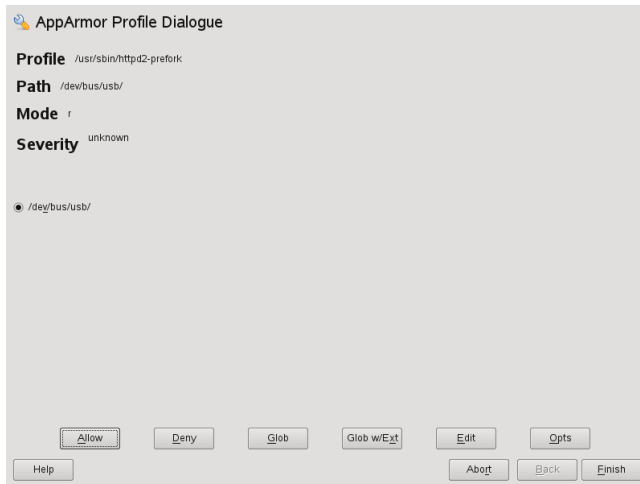 AppArmor Profile Dialogue
Profile /usr/sbin/httpd2-prefork
Path /dev/bus/usb/
Mode r
Severity unknown
/dev/bus/usb/
Allow Deny Glob Glob w/Ext Edit Opts
Help Abort Back Finish